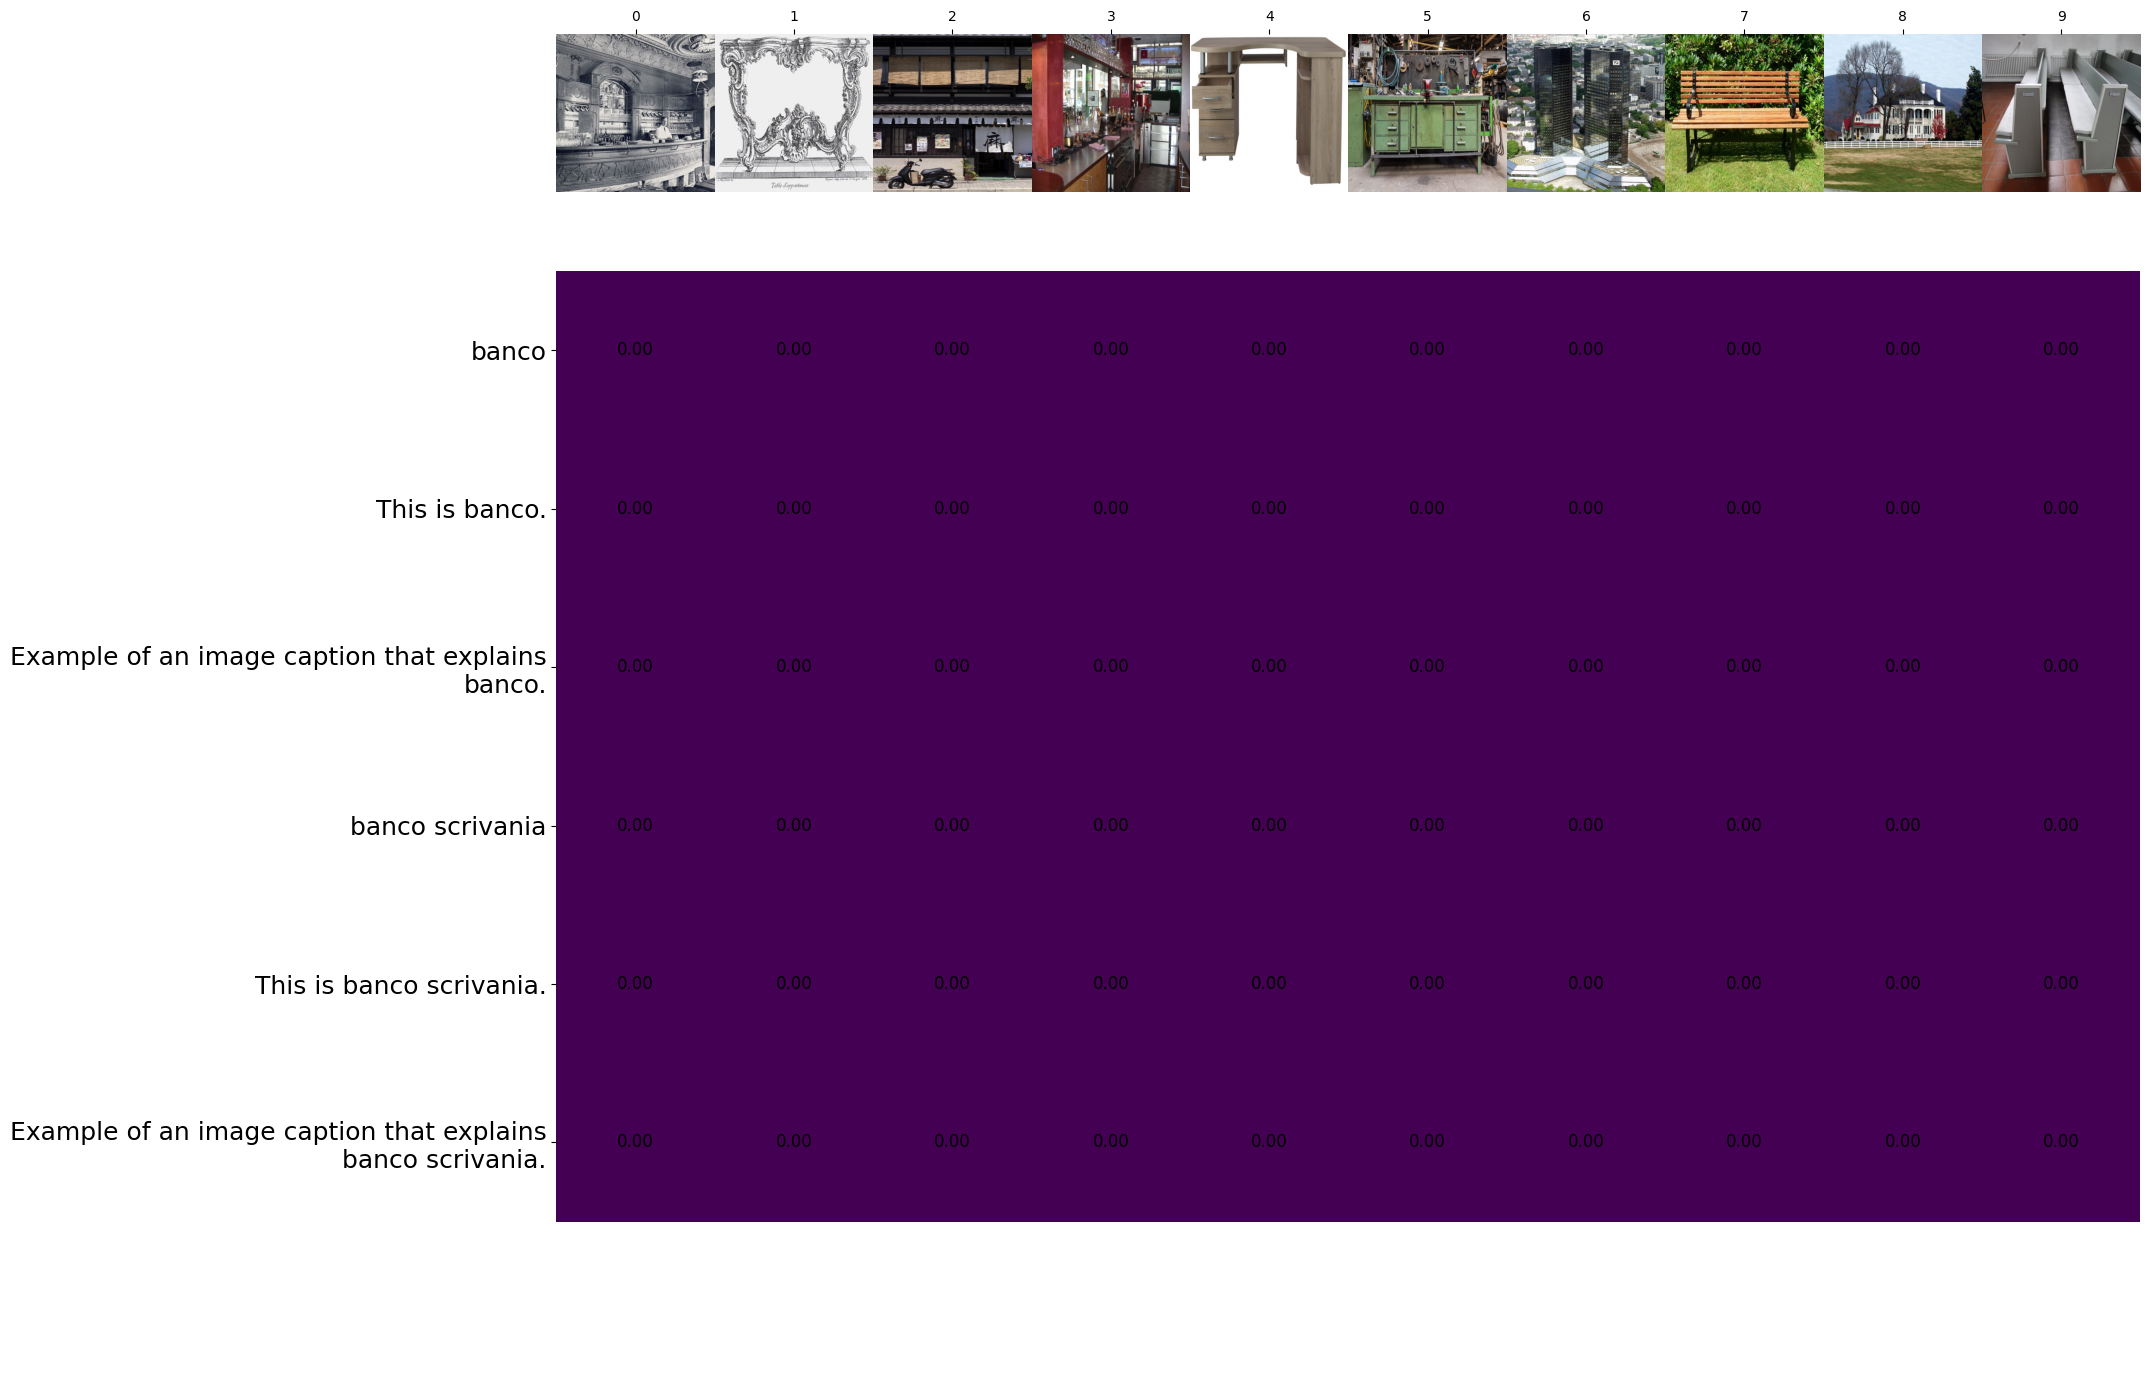 0 1 2 3 4 5 6 7 8 9
Table d'appartement
麻
banco 0.00 0.00 0.00 0.00 0.00 0.00 0.00 0.00 0.00 0.00
This is banco. 0.00 0.00 0.00 0.00 0.00 0.00 0.00 0.00 0.00 0.00
Example of an image caption that explains
banco. 0.00 0.00 0.00 0.00 0.00 0.00 0.00 0.00 0.00 0.00
banco scrivania 0.00 0.00 0.00 0.00 0.00 0.00 0.00 0.00 0.00 0.00
This is banco scrivania. 0.00 0.00 0.00 0.00 0.00 0.00 0.00 0.00 0.00 0.00
Example of an image caption that explains
banco scrivania. 0.00 0.00 0.00 0.00 0.00 0.00 0.00 0.00 0.00 0.00